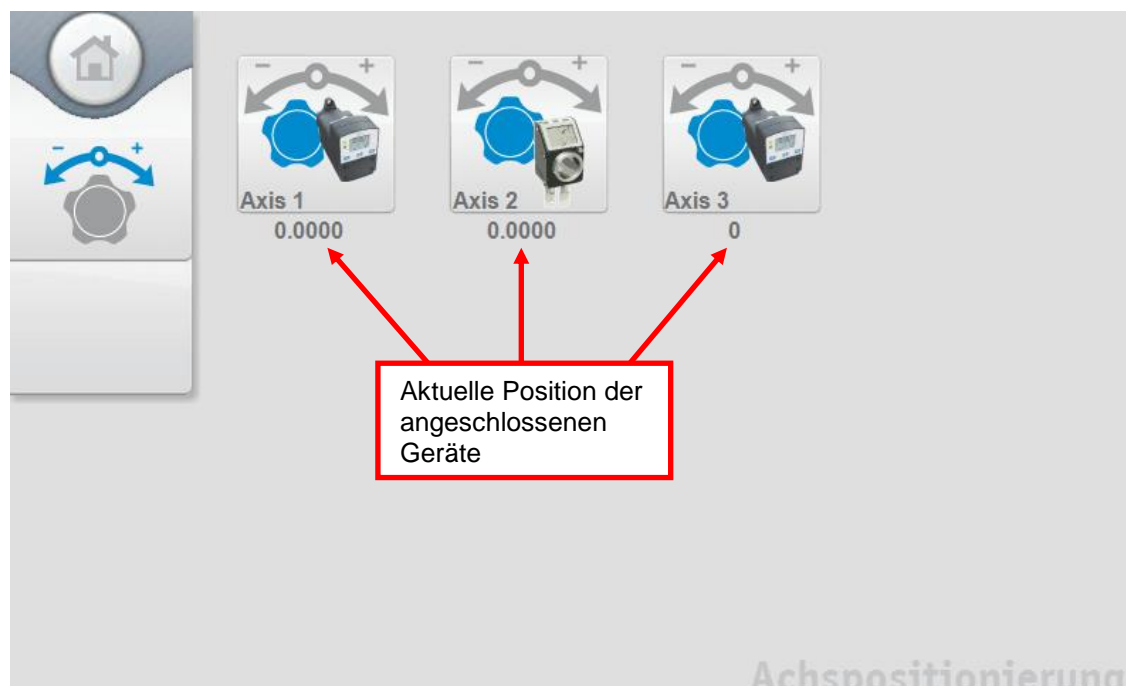 Axis 1
Axis 2
Axis 3
0.0000
0.0000
0
Aktuelle Position der
angeschlossenen
Geräte
Achspositionierung